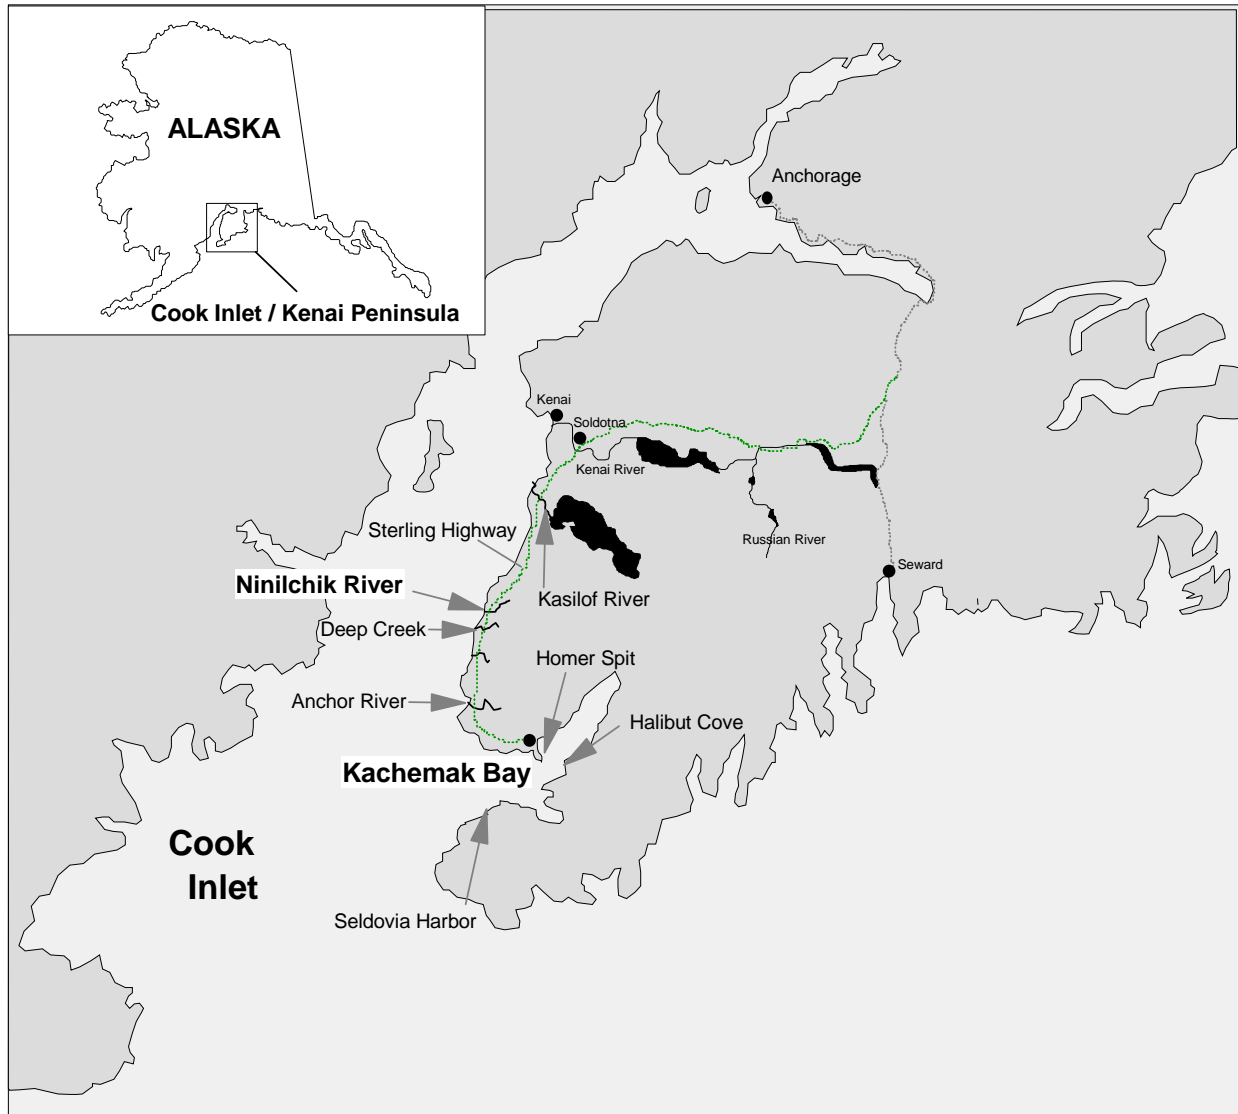 ALASKA
Cook Inlet / Kenai Peninsula
Anchorage
Kenai
Soldotna
Kenai River
Sterling Highway
Russian River
Seward
Ninilchik River
Kasilof River
Deep Creek
Homer Spit
Anchor River
Halibut Cove
Kachemak Bay
Cook
Inlet
Seldovia Harbor